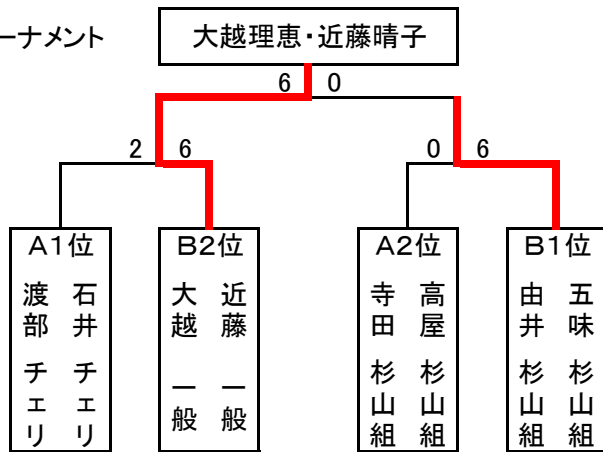 ーナメント
大越理恵・近藤晴子
6 0
2 6
0 6
A1位
渡部 チェリ
石井 チェリ
B2位
大越 一般
近藤 一般
A2位
寺田 杉山組
高屋 杉山組
B1位
由井 杉山組
五味 杉山組